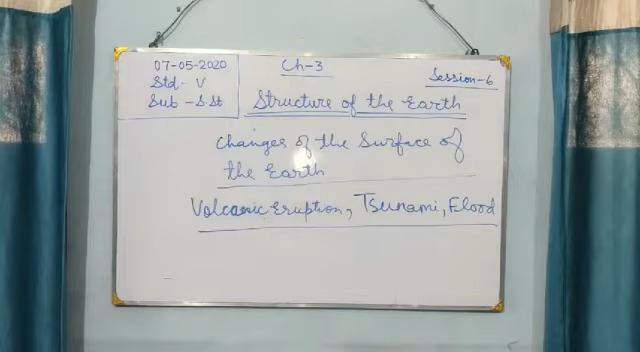 07-05-2020
Std- V
Sub - S.St
Ch-3
Session-6
Structure of the Earth
Changes of the Surface of
the Earth
Volcanic Eruption, Tsunami, Flood